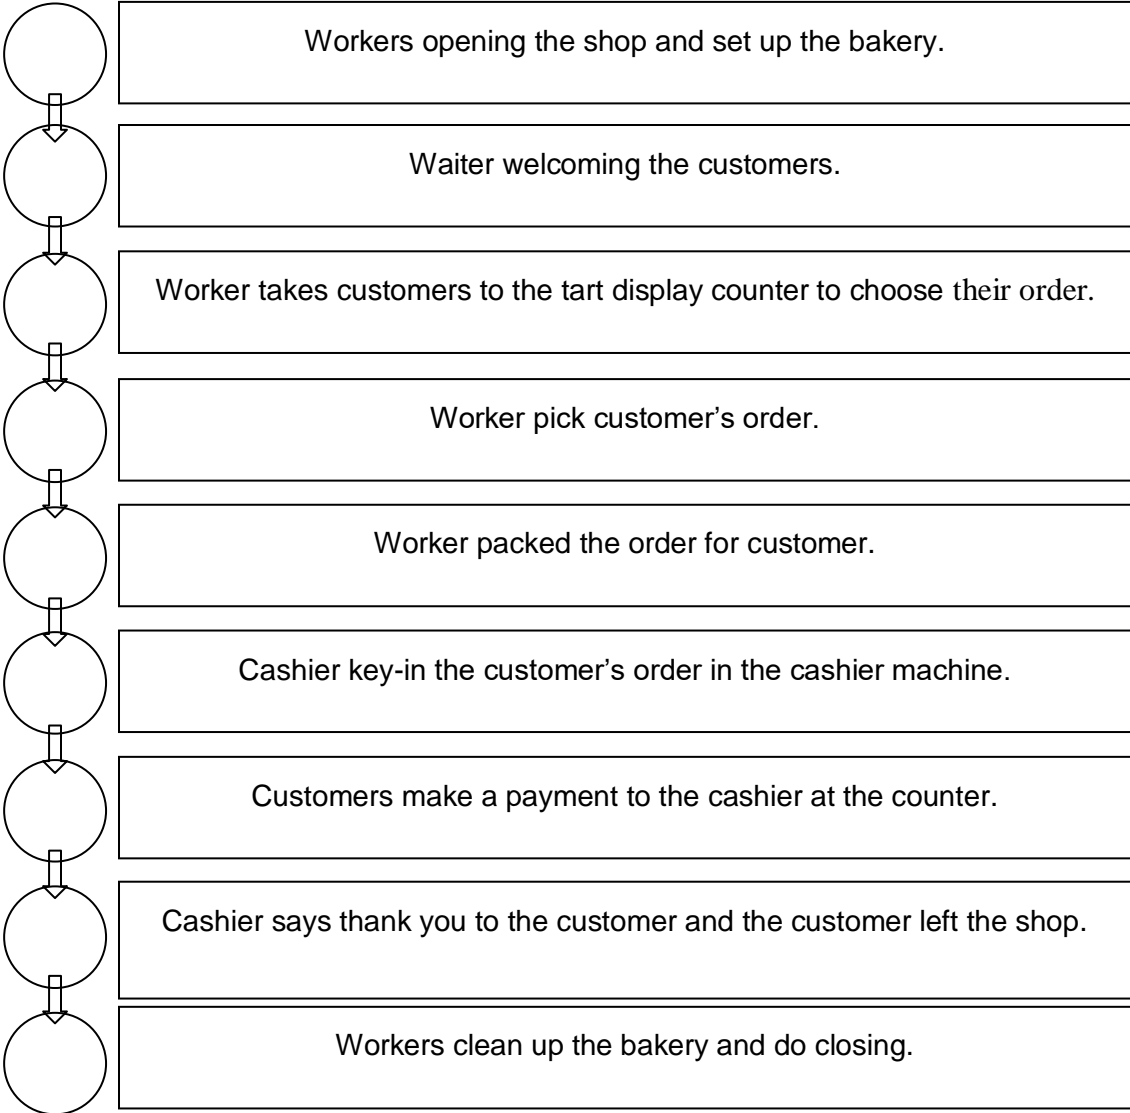 Workers opening the shop and set up the bakery.
Waiter welcoming the customers.
Worker takes customers to the tart display counter to choose their order.
Worker pick customer’s order.
Worker packed the order for customer.
Cashier key-in the customer’s order in the cashier machine.
Customers make a payment to the cashier at the counter.
Cashier says thank you to the customer and the customer left the shop.
Workers clean up the bakery and do closing.